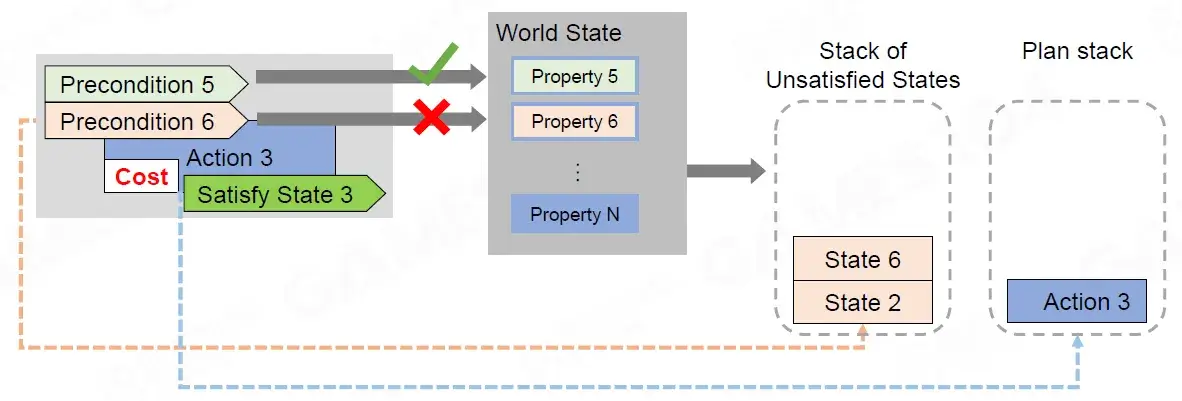 World State
Stack of
Unsatisfied States
Plan stack
Precondition 5
Property 5
Precondition 6
Property 6
Action 3
Cost
Satisfy State 3
⋮
Property N
State 6
State 2
Action 3